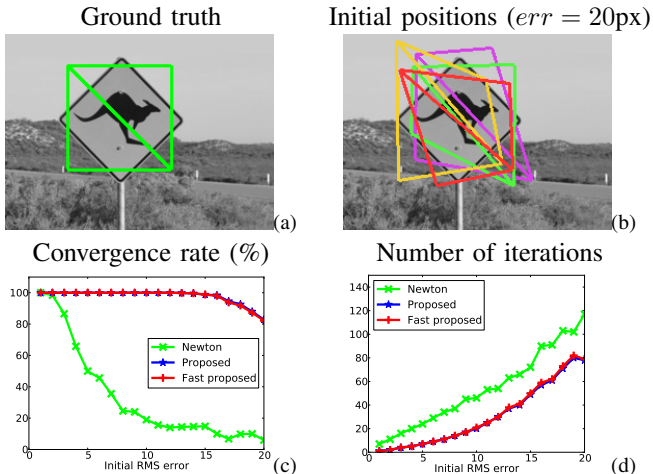 Ground truth
Initial positions (err = 20px)
(a)
(b)
Convergence rate (%)
Number of iterations
100
80
60
40
20
0
Newton
Proposed
Fast proposed
0 5 10 15 20
Initial RMS error
(c)
140
120
100
80
60
40
20
0
Newton
Proposed
Fast proposed
0 5 10 15 20
Initial RMS error
(d)